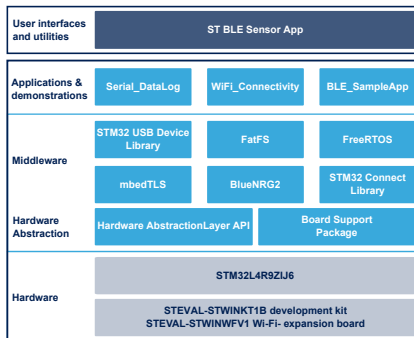 User interfaces
and utilities
ST BLE Sensor App
Applications &
demonstrations
Serial_DataLog
WiFi_Connectivity
BLE_SampleApp
Middleware
STM32 USB Device
Library
FatFS
FreeRTOS
mbedTLS
BlueNRG2
STM32 Connect
Library
Hardware
Abstraction
Hardware AbstractionLayer API
Board Support
Package
Hardware
STM32L4R9ZIJ6
STEVAL-STWINKT1B development kit
STEVAL-STWINWFV1 Wi-Fi- expansion board